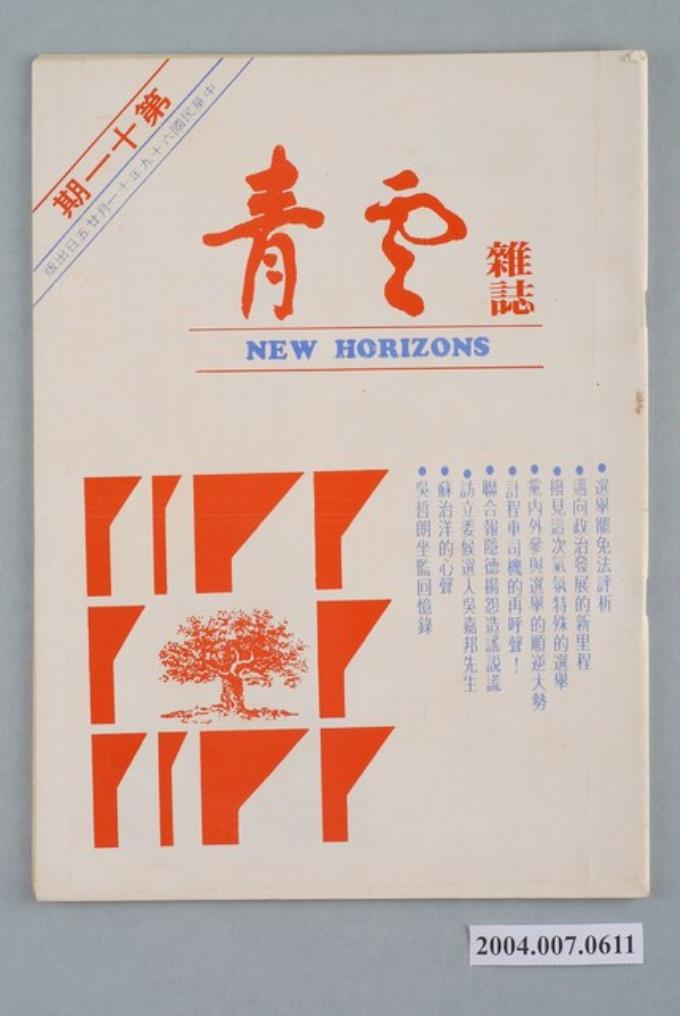 第十一期
中華民國六十九年十一月廿五日出版
青云
雜誌
NEW HORIZONS
●選舉罷免法評析
●邁向政治發展的新里程
●撥見這次氣氛特殊的選舉
●黨內外參與選舉的順逆大勢
●計程車司機的再呼聲！
●聯合報隱德揚怨造謠說謊
●訪立委候選人吳嘉邦先生
●蘇治洋的心聲
●吳哲朗坐監回憶錄
2004.007.0611